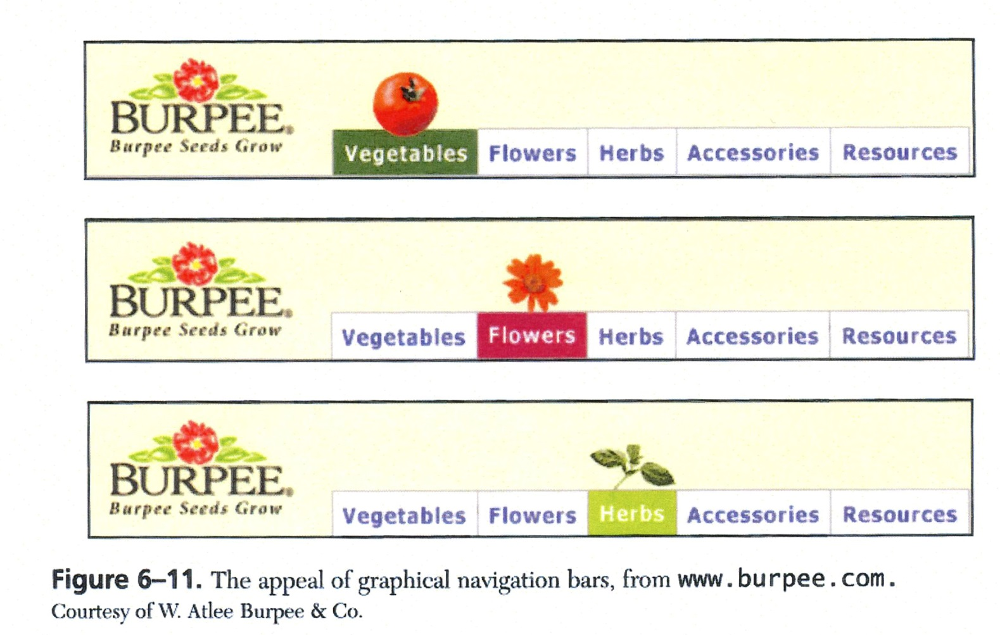 BURPEE®
Burpee Seeds Grow
Vegetables Flowers Herbs Accessories Resources
BURPEE®
Burpee Seeds Grow
Vegetables Flowers Herbs Accessories Resources
BURPEE®
Burpee Seeds Grow
Vegetables Flowers Herbs Accessories Resources
Figure 6–11. The appeal of graphical navigation bars, from www.burpee.com.
Courtesy of W. Atlee Burpee & Co.